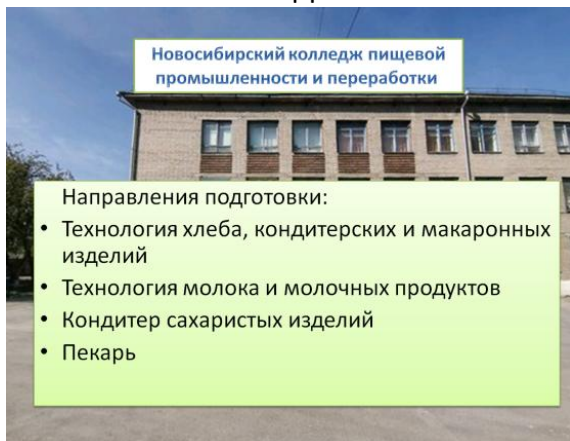 Новосибирский колледж пищевой
промышленности и переработки
Направления подготовки:
• Технология хлеба, кондитерских и макаронных
изделий
• Технология молока и молочных продуктов
• Кондитер сахаристых изделий
• Пекарь